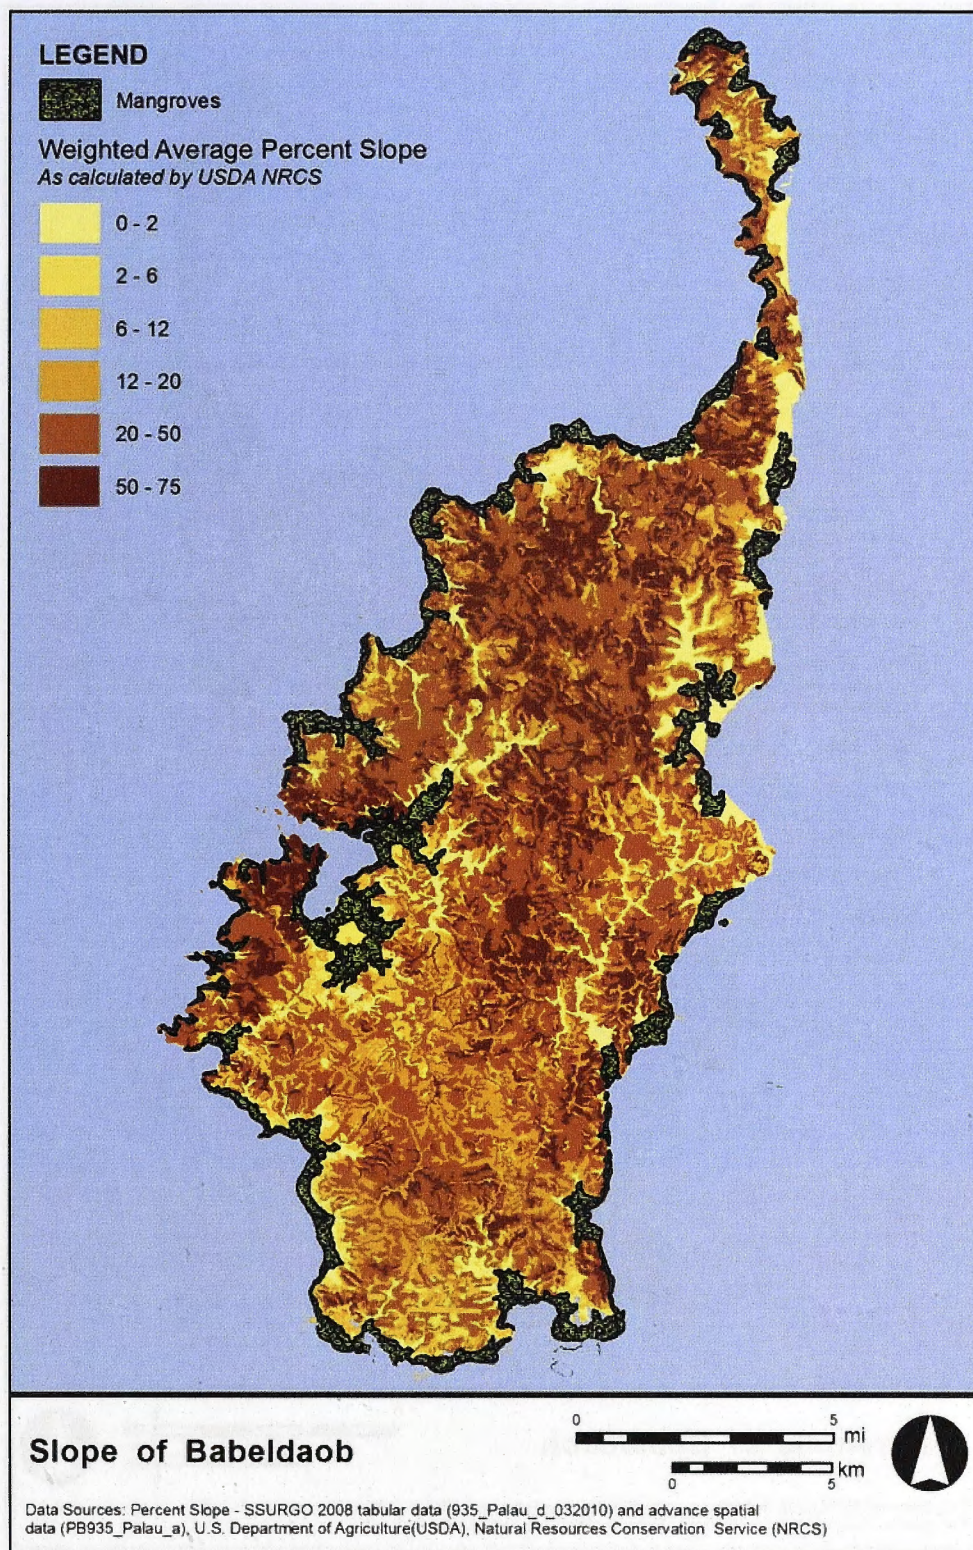 LEGEND
Mangroves
Weighted Average Percent Slope
As calculated by USDA NRCS
0 - 2
2 - 6
6 - 12
12 - 20
20 - 50
50 - 75
Slope of Babeldaob
0 5
mi
km
0 5
Data Sources: Percent Slope - SSURGO 2008 tabular data (935_Palau_d_032010) and advance spatial
data (PB935_Palau_a), U.S. Department of Agriculture(USDA), Natural Resources Conservation Service (NRCS)